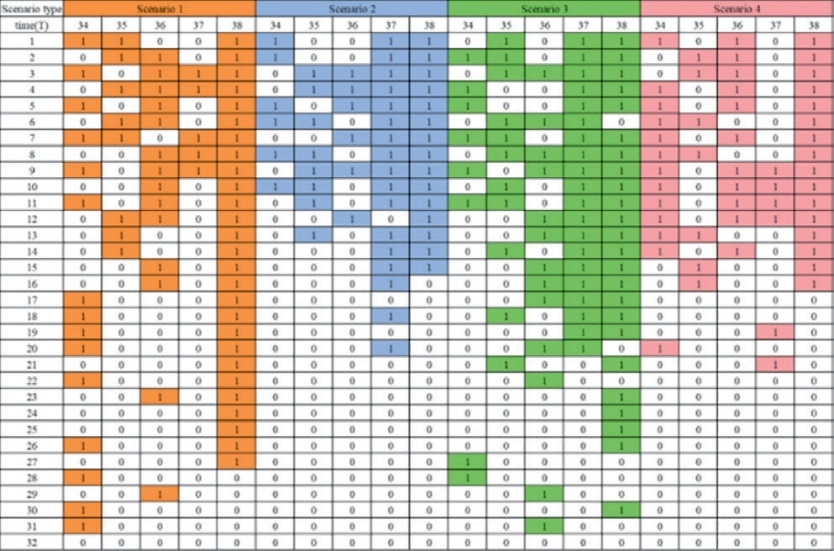 Scenario type Scenario 1 Scenario 2 Scenario 3 Scenario 4
time(T) 34 35 36 37 38 34 35 36 37 38 34 35 36 37 38 34 35 36 37 38
1 1 1 0 0 1 1 0 0 1 1 0 1 0 1 1 1 0 1 0 1
2 0 1 1 0 1 1 0 0 1 1 1 1 0 1 1 0 1 1 0 1
3 1 0 1 1 1 0 1 1 1 1 0 1 1 1 1 0 1 1 0 1
4 0 1 1 1 1 0 1 1 1 1 1 0 0 1 1 1 0 1 0 1
5 1 0 1 0 1 1 0 1 1 1 1 0 0 1 1 1 0 1 0 1
6 0 1 1 0 1 1 1 0 1 1 0 1 1 1 0 1 1 0 0 1
7 1 1 0 1 1 0 0 1 1 1 1 1 0 1 1 1 0 1 0 1
8 0 0 1 1 1 1 1 0 1 1 0 1 1 1 1 1 1 0 0 1
9 1 0 1 1 1 0 1 1 1 1 1 0 1 1 1 1 0 1 1 1
10 0 0 1 0 1 1 1 0 1 1 0 1 0 1 1 1 0 1 1 1
11 1 0 1 0 1 0 1 0 1 1 1 1 0 1 1 1 0 1 1 1
12 0 1 1 0 1 0 0 1 0 1 0 0 1 1 1 1 0 1 1 1
13 0 1 0 0 1 0 1 0 1 1 0 0 1 1 1 1 1 0 0 1
14 0 1 0 0 1 0 0 0 1 1 0 1 0 1 1 1 0 1 0 1
15 0 0 1 0 1 0 0 0 1 1 0 0 1 1 1 0 1 0 0 1
16 0 0 1 0 1 0 0 0 1 0 0 0 1 1 1 0 1 0 0 1
17 1 0 0 0 1 0 0 0 0 0 0 0 1 1 1 0 0 0 0 0
18 1 0 0 0 1 0 0 0 1 0 0 1 0 1 1 0 0 0 0 0
19 1 0 0 0 1 0 0 0 0 0 0 0 0 1 1 0 0 0 1 0
20 1 0 0 0 1 0 0 0 1 0 0 0 1 1 0 1 0 0 0 0
21 0 0 0 0 1 0 0 0 0 0 0 1 0 0 1 0 0 0 1 0
22 1 0 0 0 1 0 0 0 0 0 0 0 1 0 0 0 0 0 0 0
23 0 0 1 0 1 0 0 0 0 0 0 0 0 0 1 0 0 0 0 0
24 0 0 0 0 1 0 0 0 0 0 0 0 0 0 1 0 0 0 0 0
25 0 0 0 0 1 0 0 0 0 0 0 0 0 0 1 0 0 0 0 0
26 1 0 0 0 1 0 0 0 0 0 0 0 0 0 1 0 0 0 0 0
27 0 0 0 0 1 0 0 0 0 0 1 0 0 0 0 0 0 0 0 0
28 1 0 0 0 0 0 0 0 0 0 1 0 0 0 0 0 0 0 0 0
29 0 0 1 0 0 0 0 0 0 0 0 0 1 0 0 0 0 0 0 0
30 1 0 0 0 0 0 0 0 0 0 0 0 0 0 1 0 0 0 0 0
31 1 0 0 0 0 0 0 0 0 0 0 0 1 0 0 0 0 0 0 0
32 0 0 0 0 0 0 0 0 0 0 0 0 0 0 0 0 0 0 0 0